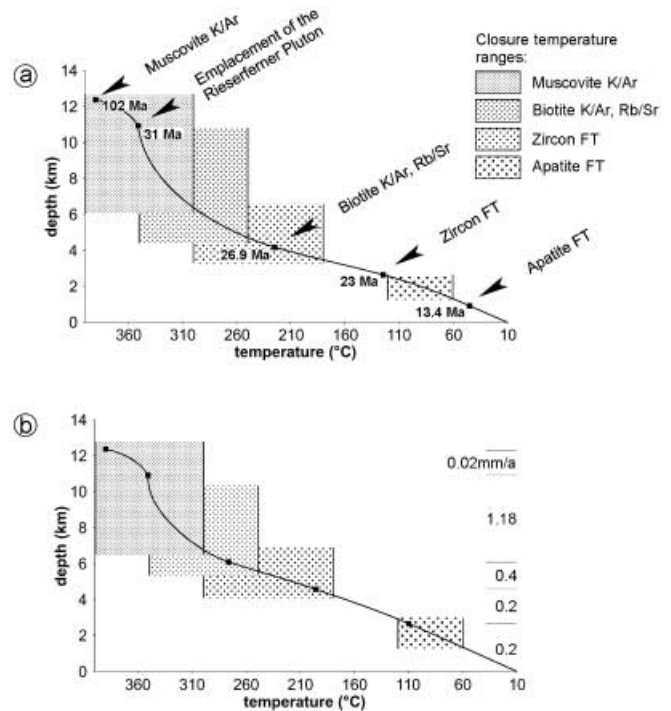 Muscovite K/Ar
Emplacement of the
Rieserferner Pluton
Closure temperature
ranges:
Muscovite K/Ar
Biotite K/Ar, Rb/Sr
Zircon FT
Apatite FT
a
14
12
10
8
6
4
2
0
depth (km)
102 Ma
31 Ma
Biotite K/Ar, Rb/Sr
26.9 Ma
Zircon FT
23 Ma
Apatite FT
13.4 Ma
360 310 260 210 160 110 60 10
temperature (°C)
b
14
12
10
8
6
4
2
0
depth (km)
0.02mm/a
1.18
0.4
0.2
0.2
360 310 260 210 160 110 60 10
temperature (°C)